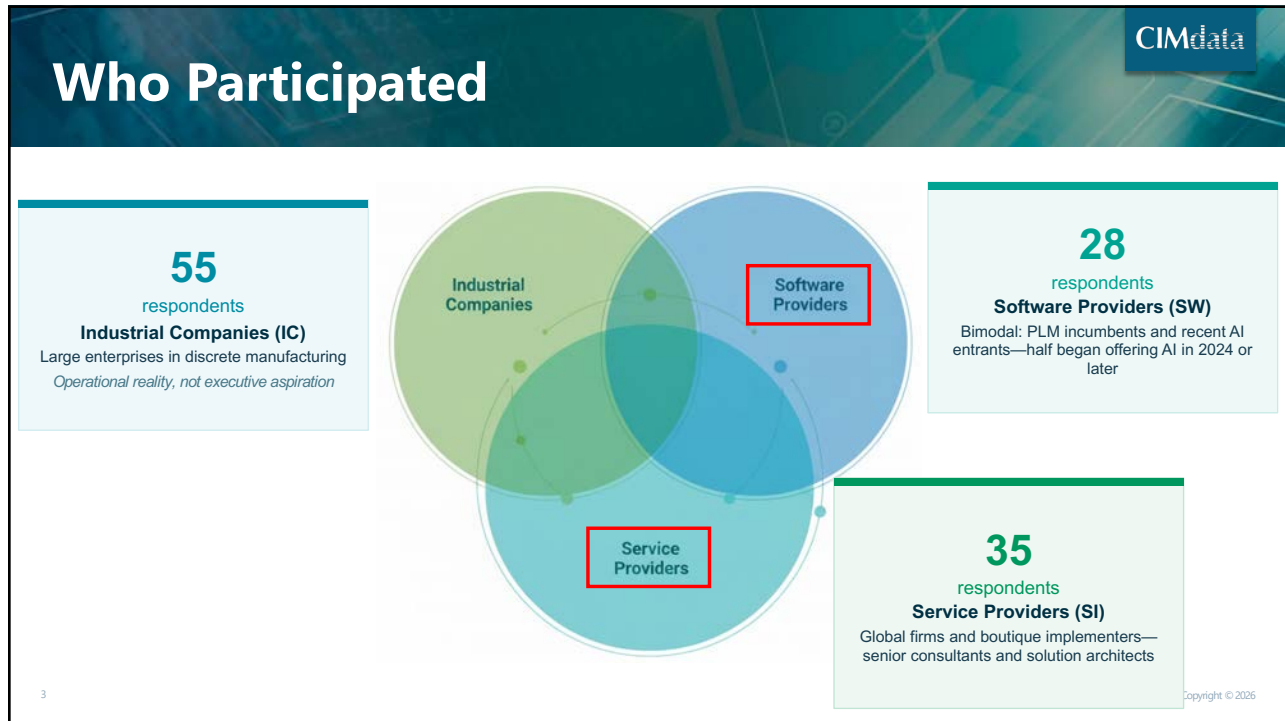 CIMdata
Who Participated
55
respondents
Industrial Companies (IC)
Large enterprises in discrete manufacturing
Operational reality, not executive aspiration
Industrial
Companies
Software
Providers
Service
Providers
28
respondents
Software Providers (SW)
Bimodal: PLM incumbents and recent AI
entrants—half began offering AI in 2024 or
later
35
respondents
Service Providers (SI)
Global firms and boutique implementers—
senior consultants and solution architects
3
Copyright © 2026